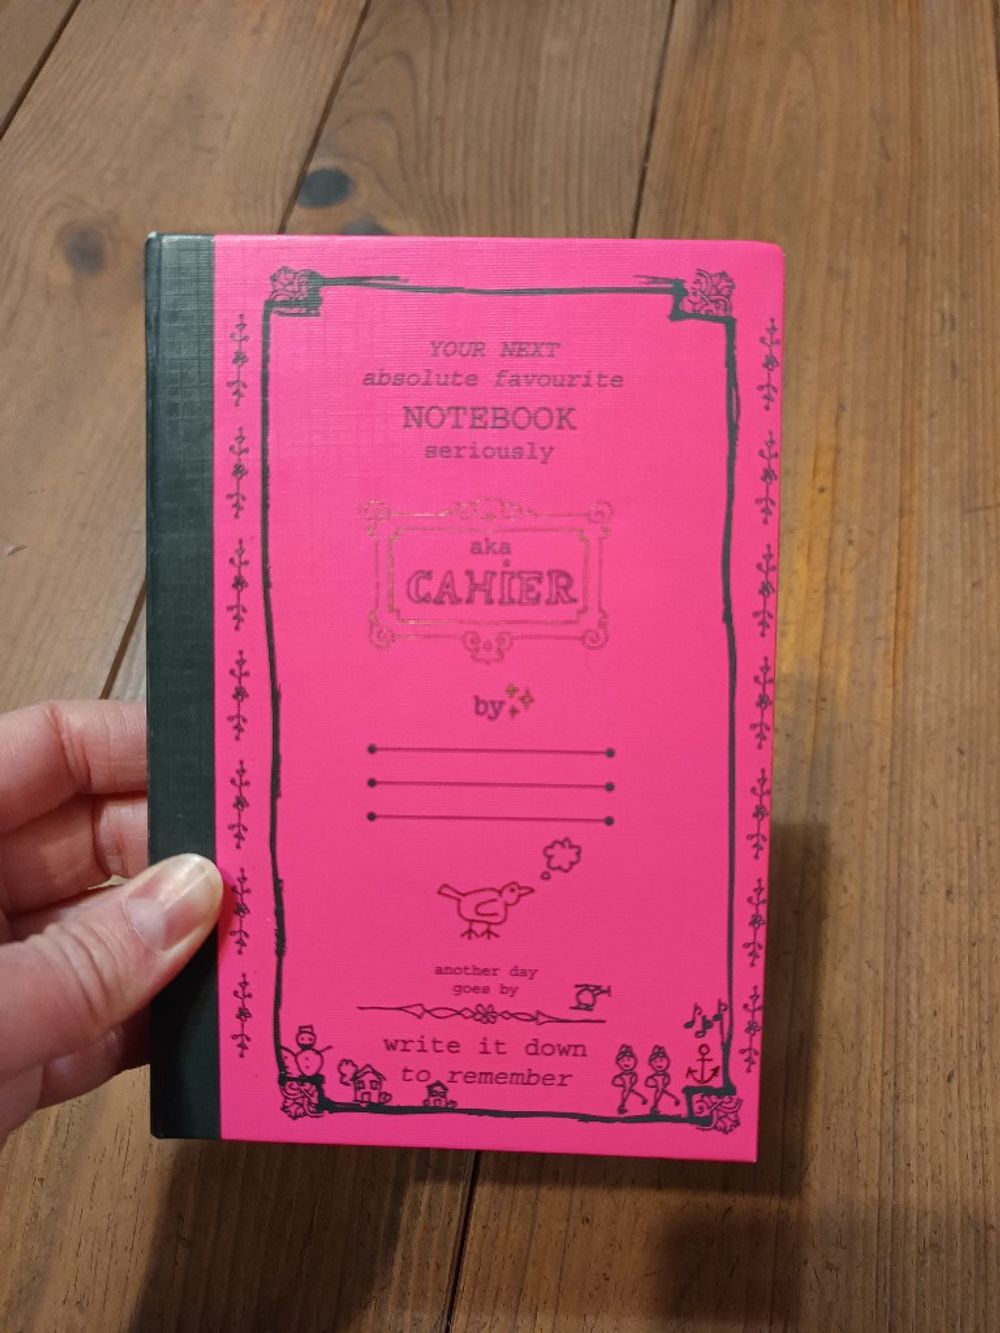 YOUR NEXT
absolute favourite
NOTEBOOK
seriously
aka
CAHiER
by
another day
goes by
write it down
to remember